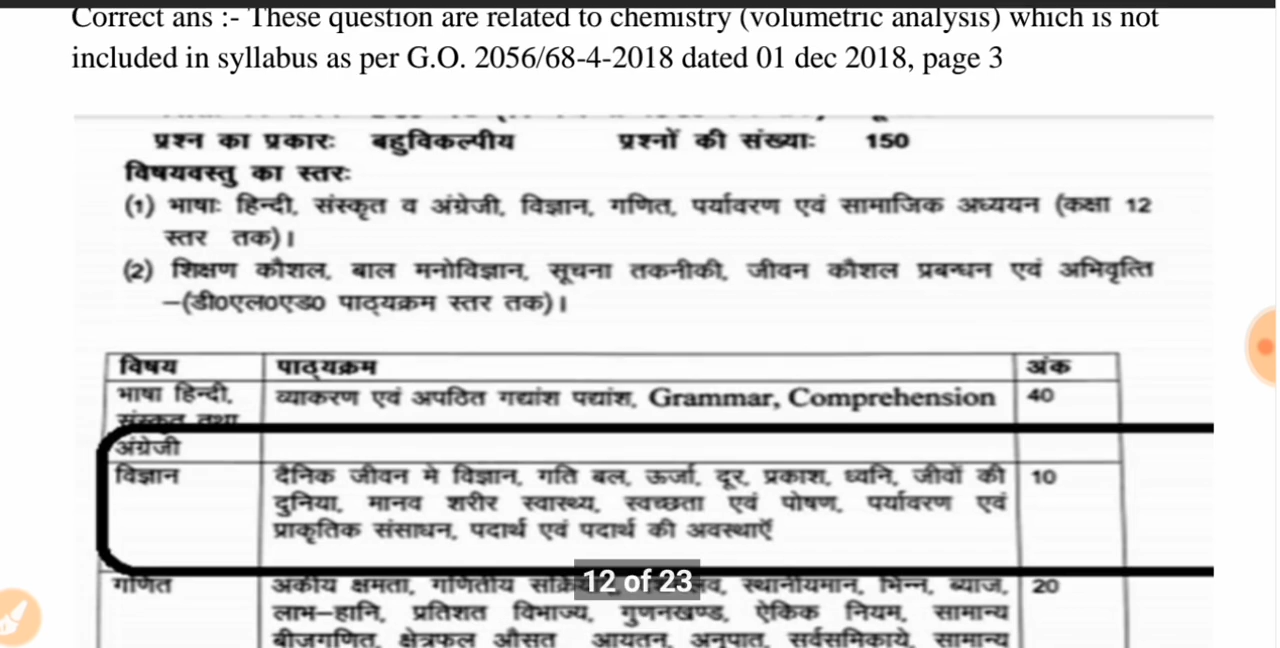 Correct ans :- These question are related to chemistry (volumetric analysis) which is not
included in syllabus as per G.O. 2056/68-4-2018 dated 01 dec 2018, page 3
प्रश्न का प्रकारः बहुविकल्पीय प्रश्नों की संख्याः 150
विषयवस्तु का स्तरः
(1) भाषाः हिन्दी, संस्कृत व अंग्रेजी, विज्ञान, गणित, पर्यावरण एवं सामाजिक अध्ययन (कक्षा 12
स्तर तक)।
(2) शिक्षण कौशल, बाल मनोविज्ञान, सूचना तकनीकी, जीवन कौशल प्रबन्धन एवं अभिवृत्ति
–(डी०एल०एड० पाठ्यक्रम स्तर तक)।
विषय पाठ्यक्रम अंक
भाषा हिन्दी, व्याकरण एवं अपठित गद्यांश पद्यांश, Grammar, Comprehension 40
संस्कृत तथा
अंग्रेजी
विज्ञान दैनिक जीवन मे विज्ञान, गति बल, ऊर्जा, दूर, प्रकाश, ध्वनि, जीवों की 10
दुनिया, मानव शरीर स्वास्थ्य, स्वच्छता एवं पोषण, पर्यावरण एवं
प्राकृतिक संसाधन, पदार्थ एवं पदार्थ की अवस्थाएँ
12 of 23
गणित अंकीय क्षमता, गणितीय स्थानीयमान, भिन्न, ब्याज, 20
लाभ–हानि, प्रतिशत विभाज्य, गुणनखण्ड, ऐकिक नियम, सामान्य
बीजगणित, क्षेत्रफल औसत आयतन, अनुपात, सर्वसमिकाये, सामान्य